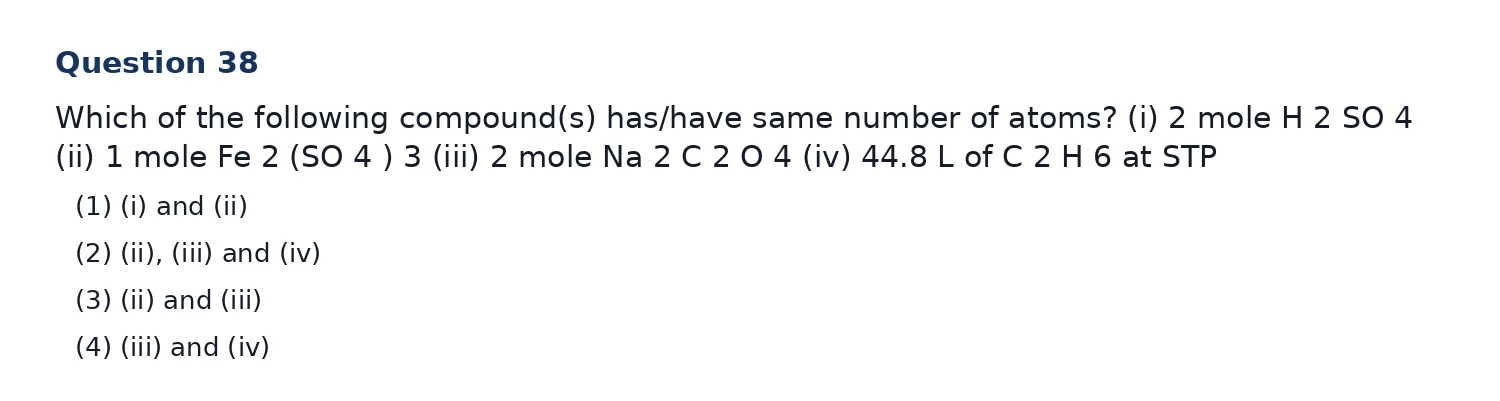 Question 38
Which of the following compound(s) has/have same number of atoms? (i) 2 mole H 2 SO 4
(ii) 1 mole Fe 2 (SO 4 ) 3 (iii) 2 mole Na 2 C 2 O 4 (iv) 44.8 L of C 2 H 6 at STP
(1) (i) and (ii)
(2) (ii), (iii) and (iv)
(3) (ii) and (iii)
(4) (iii) and (iv)